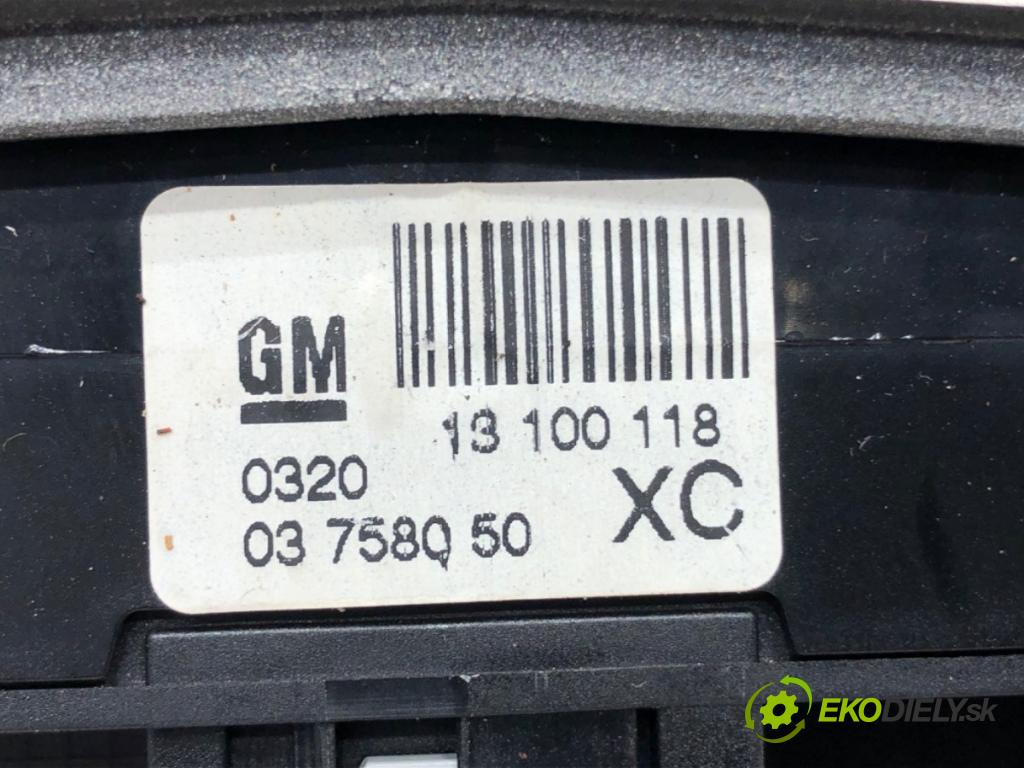 GM
13 100 118
0320
XC
03 7580 50
EKODIELY.sk